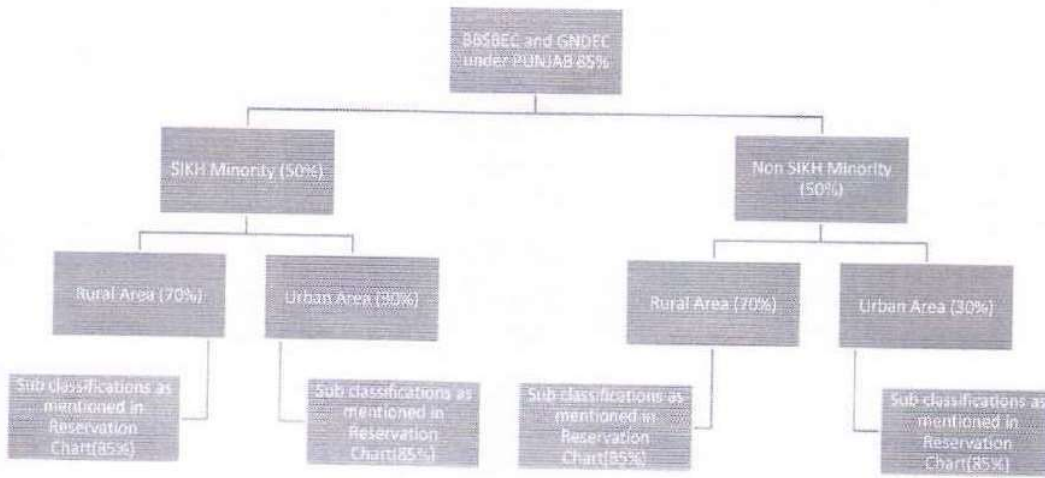 BBSBEC and GNDEC
under PUNJAB 85%
SIKH Minority (50%)
Non SIKH Minority
(50%)
Rural Area (70%)
Urban Area (30%)
Rural Area (70%)
Urban Area (30%)
Sub classifications as
mentioned in
Reservation
Chart(85%)
Sub classifications as
mentioned in
Reservation
Chart(85%)
Sub classifications as
mentioned in
Reservation
Chart(85%)
Sub classifications as
mentioned in
Reservation
Chart(85%)